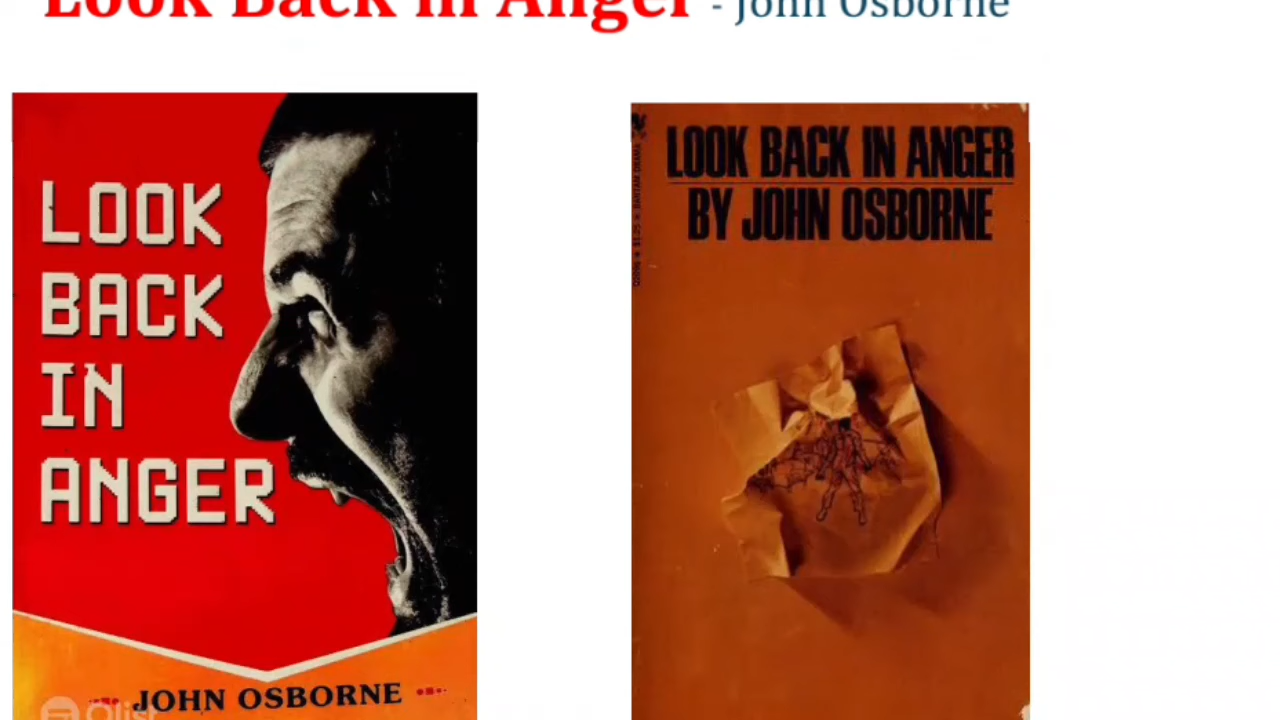 Look Back in Anger - John Osborne
LOOK
BACK
IN
ANGER
JOHN OSBORNE
LOOK BACK IN ANGER
BY JOHN OSBORNE